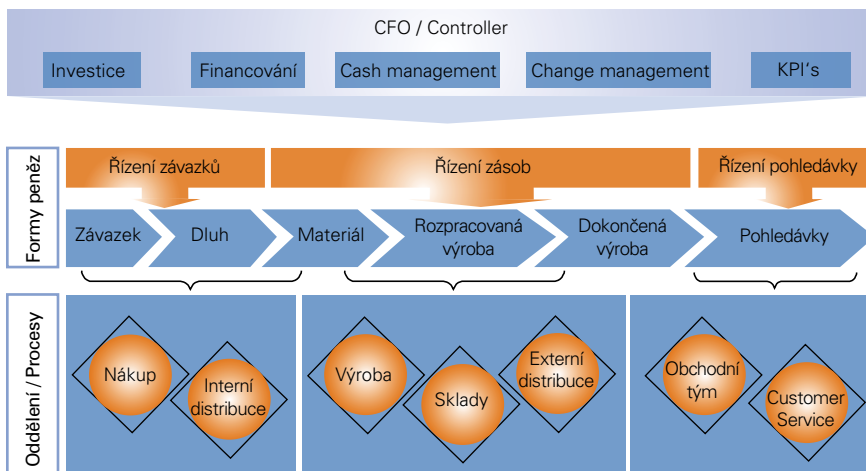 CFO / Controller
Investice
Financování
Cash management
Change management
KPI's
Formy peněz
Řízení závazků
Řízení zásob
Řízení pohledávky
Závazek
Dluh
Materiál
Rozpracovaná
výroba
Dokončená
výroba
Pohledávky
Oddělení / Procesy
Nákup
Interní
distribuce
Výroba
Sklady
Externí
distribuce
Obchodní
tým
Customer
Service